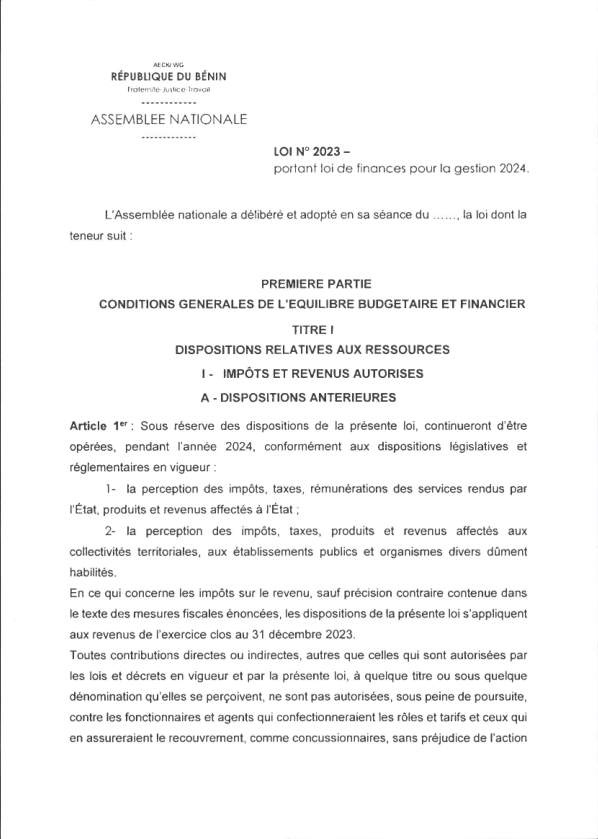 AECK/WG
RÉPUBLIQUE DU BÉNIN
Fraternité-Justice-Travail
------------
ASSEMBLEE NATIONALE
-------------
LOI N° 2023 –
portant loi de finances pour la gestion 2024.
L'Assemblée nationale a délibéré et adopté en sa séance du ……, la loi dont la
teneur suit :
PREMIERE PARTIE
CONDITIONS GENERALES DE L'EQUILIBRE BUDGETAIRE ET FINANCIER
TITRE I
DISPOSITIONS RELATIVES AUX RESSOURCES
I - IMPÔTS ET REVENUS AUTORISES
A - DISPOSITIONS ANTERIEURES
Article 1er : Sous réserve des dispositions de la présente loi, continueront d'être
opérées, pendant l'année 2024, conformément aux dispositions législatives et
réglementaires en vigueur :
1- la perception des impôts, taxes, rémunérations des services rendus par
l'État, produits et revenus affectés à l'État ;
2- la perception des impôts, taxes, produits et revenus affectés aux
collectivités territoriales, aux établissements publics et organismes divers dûment
habilités.
En ce qui concerne les impôts sur le revenu, sauf précision contraire contenue dans
le texte des mesures fiscales énoncées, les dispositions de la présente loi s'appliquent
aux revenus de l'exercice clos au 31 décembre 2023.
Toutes contributions directes ou indirectes, autres que celles qui sont autorisées par
les lois et décrets en vigueur et par la présente loi, à quelque titre ou sous quelque
dénomination qu'elles se perçoivent, ne sont pas autorisées, sous peine de poursuite,
contre les fonctionnaires et agents qui confectionneraient les rôles et tarifs et ceux qui
en assureraient le recouvrement, comme concussionnaires, sans préjudice de l'action